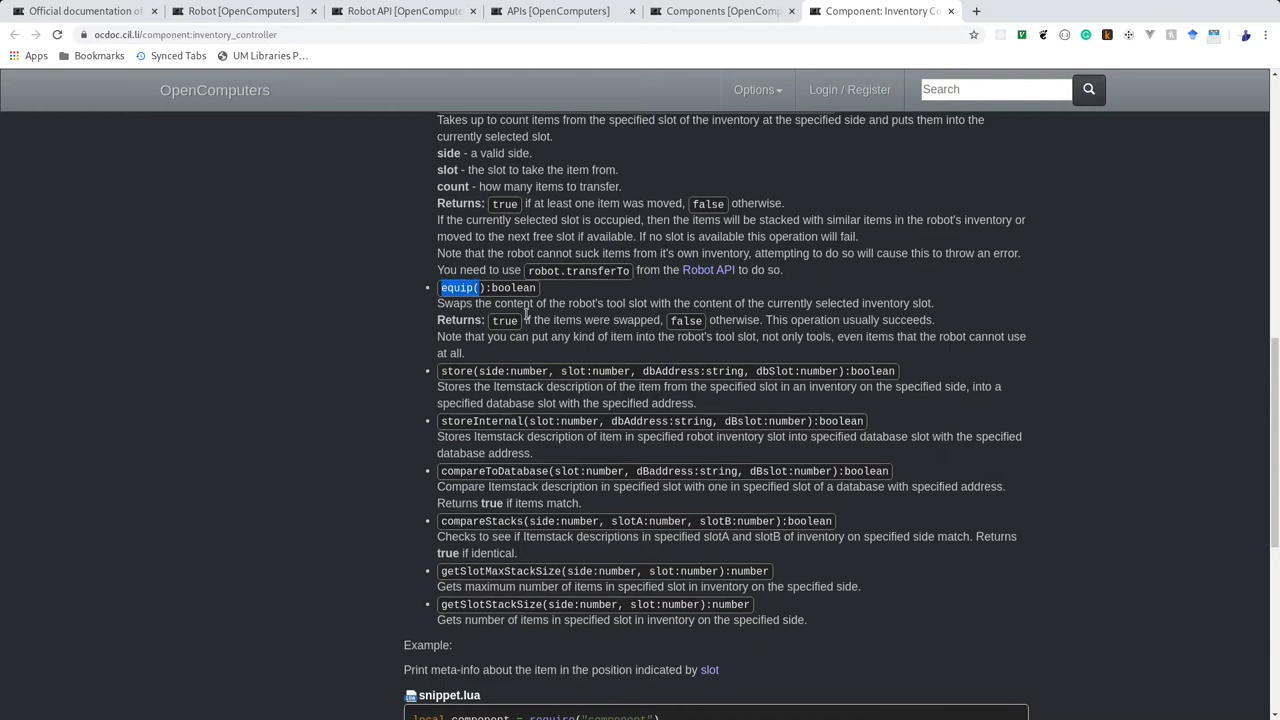 Official documentation of
Robot [OpenComputers]
Robot API [OpenCompute
APIs [OpenComputers]
Components [OpenComp
Component: Inventory Co
ocdoc.cil.li/component:inventory_controller
Apps
Bookmarks
Synced Tabs
UM Libraries P…
OpenComputers
Options
Login / Register
Search
Takes up to count items from the specified slot of the inventory at the specified side and puts them into the
currently selected slot.
side - a valid side.
slot - the slot to take the item from.
count - how many items to transfer.
Returns: true if at least one item was moved, false otherwise.
If the currently selected slot is occupied, then the items will be stacked with similar items in the robot's inventory or
moved to the next free slot if available. If no slot is available this operation will fail.
Note that the robot cannot suck items from it's own inventory, attempting to do so will cause this to throw an error.
You need to use robot.transferTo from the Robot API to do so.
equip():boolean
Swaps the content of the robot's tool slot with the content of the currently selected inventory slot.
Returns: true if the items were swapped, false otherwise. This operation usually succeeds.
Note that you can put any kind of item into the robot's tool slot, not only tools, even items that the robot cannot use
at all.
store(side:number, slot:number, dbAddress:string, dbSlot:number):boolean
Stores the Itemstack description of the item from the specified slot in an inventory on the specified side, into a
specified database slot with the specified address.
storeInternal(slot:number, dbAddress:string, dBslot:number):boolean
Stores Itemstack description of item in specified robot inventory slot into specified database slot with the specified
database address.
compareToDatabase(slot:number, dBaddress:string, dBslot:number):boolean
Compare Itemstack description in specified slot with one in specified slot of a database with specified address.
Returns true if items match.
compareStacks(side:number, slotA:number, slotB:number):boolean
Checks to see if Itemstack descriptions in specified slotA and slotB of inventory on specified side match. Returns
true if identical.
getSlotMaxStackSize(side:number, slot:number):number
Gets maximum number of items in specified slot in inventory on the specified side.
getSlotStackSize(side:number, slot:number):number
Gets number of items in specified slot in inventory on the specified side.
Example:
Print meta-info about the item in the position indicated by slot
snippet.lua
local component = require("component")